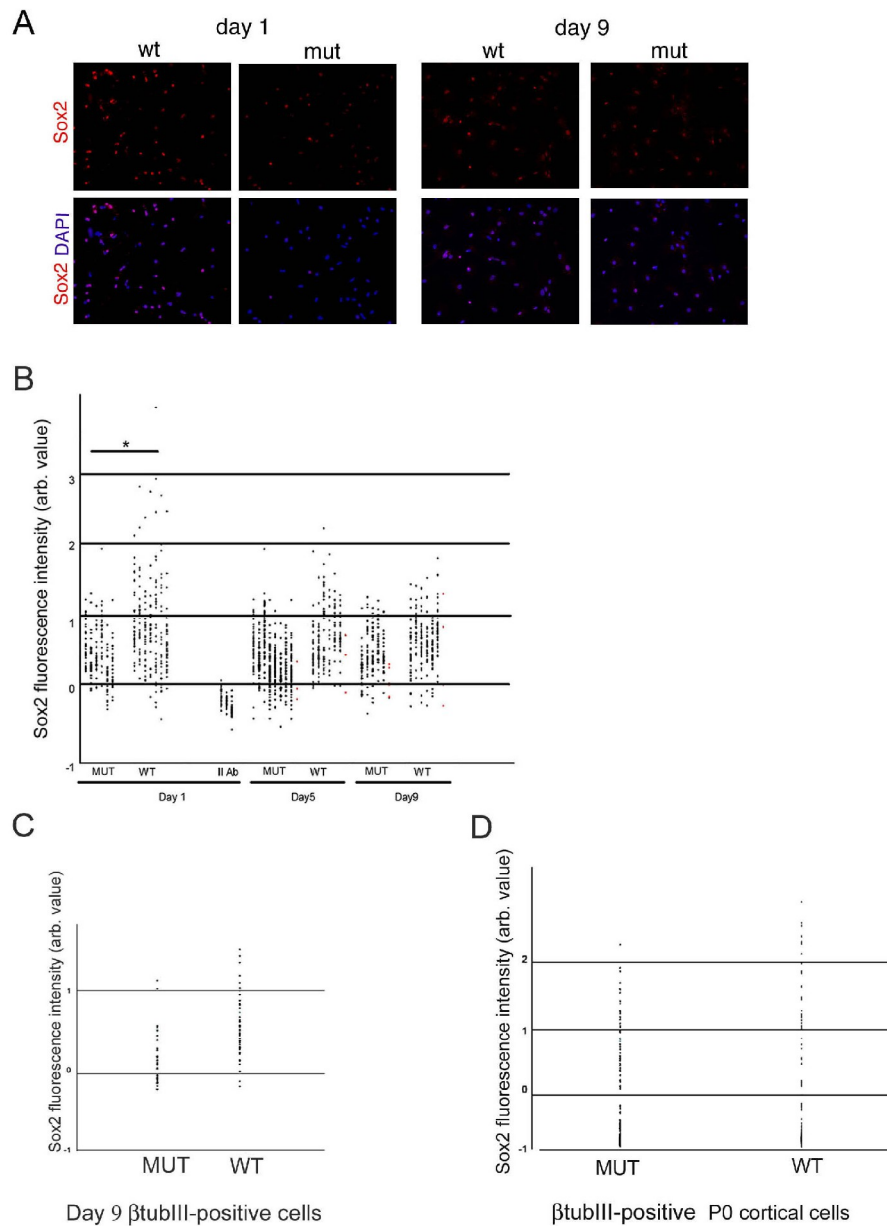 A
day 1
day 9
wt
mut
wt
mut
Sox2
Sox2 DAPI
B
Sox2 fluorescence intensity (arb. value)
*
3
2
1
0
-1
MUT
WT
II Ab
MUT
WT
MUT
WT
Day 1
Day5
Day9
C
Sox2 fluorescence intensity (arb. value)
1
0
-1
MUT
WT
Day 9 βtubIII-positive cells
D
Sox2 fluorescence intensity (arb. value)
2
1
0
-1
MUT
WT
βtubIII-positive P0 cortical cells